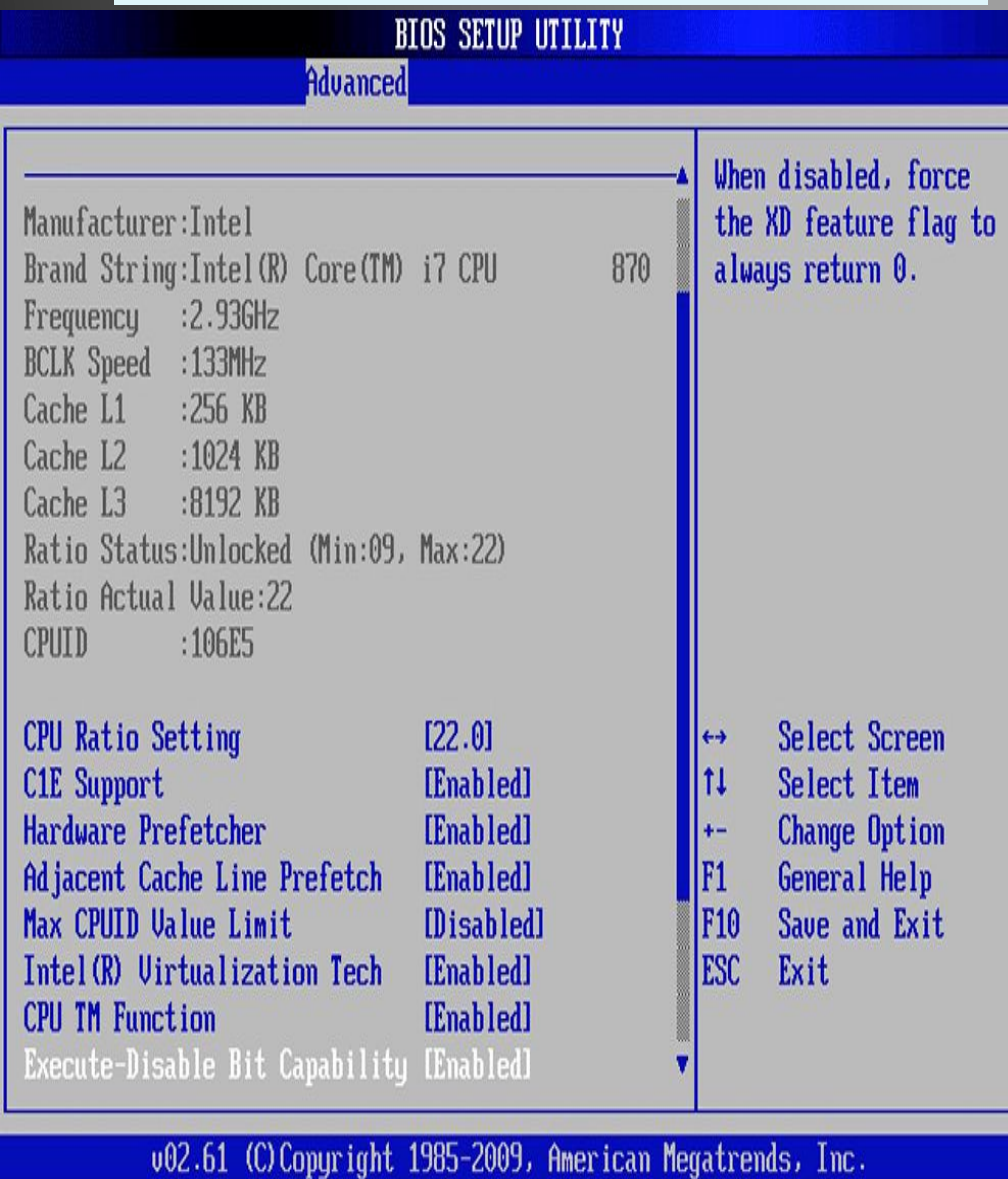 BIOS SETUP UTILITY
Advanced
Manufacturer:Intel
Brand String:Intel(R) Core(TM) i7 CPU 870
Frequency :2.93GHz
BCLK Speed :133MHz
Cache L1 :256 KB
Cache L2 :1024 KB
Cache L3 :8192 KB
Ratio Status:Unlocked (Min:09, Max:22)
Ratio Actual Value:22
CPUID :106E5
CPU Ratio Setting [22.0]
C1E Support [Enabled]
Hardware Prefetcher [Enabled]
Adjacent Cache Line Prefetch [Enabled]
Max CPUID Value Limit [Disabled]
Intel(R) Virtualization Tech [Enabled]
CPU TM Function [Enabled]
Execute-Disable Bit Capability [Enabled]
When disabled, force
the XD feature flag to
always return 0.
←→ Select Screen
↑↓ Select Item
+- Change Option
F1 General Help
F10 Save and Exit
ESC Exit
v02.61 (C)Copyright 1985-2009, American Megatrends, Inc.